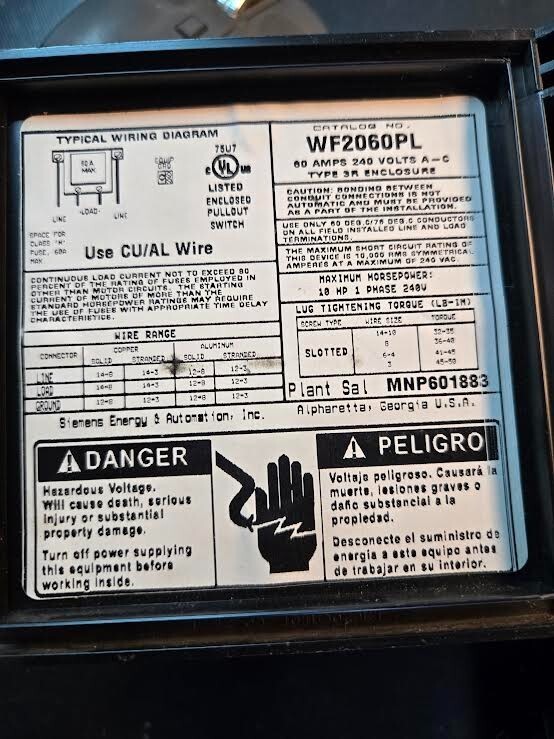 TYPICAL WIRING DIAGRAM
60 A
MAX
LINE
-LOAD-
LINE
EQUIP
GRD
75U7
c UL us
LISTED
ENCLOSED
PULLOUT
SWITCH
SPACE FOR
CLASS "H"
FUSE, 60A
MAX
Use CU/AL Wire
CONTINUOUS LOAD CURRENT NOT TO EXCEED 80
PERCENT OF THE RATING OF FUSES EMPLOYED IN
OTHER THAN MOTOR CIRCUITS. THE STARTING
CURRENT OF MOTORS OF MORE THAN THE
STANDARD HORSEPOWER RATINGS MAY REQUIRE
THE USE OF FUSES WITH APPROPRIATE TIME DELAY
CHARACTERISTICS.
WIRE RANGE
CONNECTOR COPPER ALUMINUM
SOLID STRANDED SOLID STRANDED
LINE 14-8 14-3 12-8 12-3
LOAD 14-8 14-3 12-8 12-3
GROUND 12-8 12-3 12-8 12-3
CATALOG NO.
WF2060PL
60 AMPS 240 VOLTS A-C
TYPE 3R ENCLOSURE
CAUTION: BONDING BETWEEN
CONDUIT CONNECTIONS IS NOT
AUTOMATIC AND MUST BE PROVIDED
AS A PART OF THE INSTALLATION.
USE ONLY 60 DEG.C/75 DEG.C CONDUCTORS
ON ALL FIELD INSTALLED LINE AND LOAD
TERMINATIONS.
THE MAXIMUM SHORT CIRCUIT RATING OF
THIS DEVICE IS 10,000 RMS SYMMETRICAL
AMPERES AT A MAXIMUM OF 240 VAC.
MAXIMUM HORSEPOWER:
10 HP 1 PHASE 240V
LUG TIGHTENING TORQUE (LB-IN)
SCREW TYPE WIRE SIZE TORQUE
SLOTTED
14-10
8
6-4
3
Plant Sal MNP601883
Siemens Energy & Automation, Inc. Alpharetta, Georgia U.S.A.
DANGER
Hazardous Voltage.
Will cause death, serious
injury or substantial
property damage.
Turn off power supplying
this equipment before
working inside.
PELIGRO
Voltaje peligroso. Causará la
muerte, lesiones graves o
daño substancial a la
propiedad.
Desconecte el suministro de
energia a este equipo antes
de trabajar en su interior.